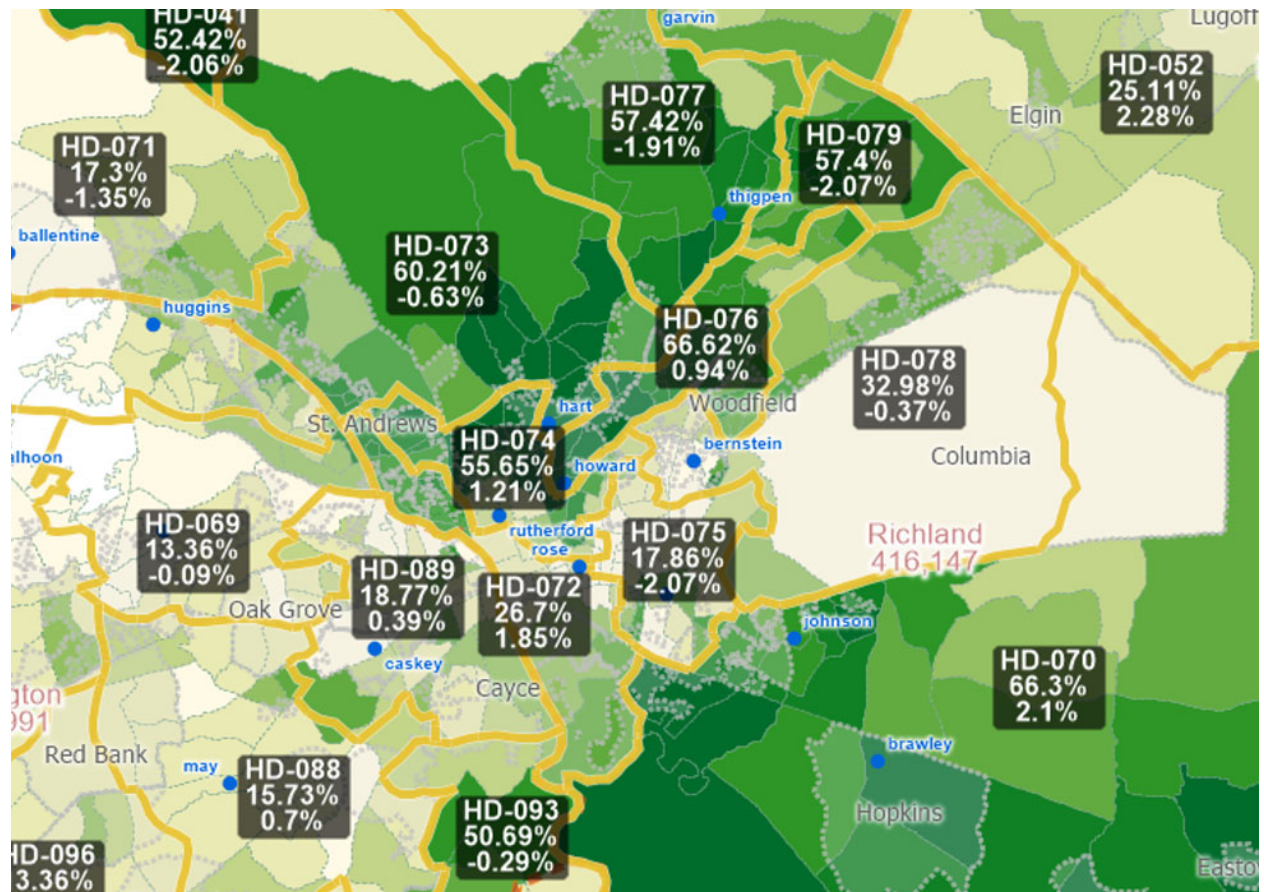 HD-041
52.42%
-2.06%
garvin
Lugoff
HD-077
57.42%
-1.91%
HD-052
25.11%
2.28%
Elgin
HD-071
17.3%
-1.35%
HD-079
57.4%
-2.07%
thigpen
ballentine
HD-073
60.21%
-0.63%
huggins
HD-076
66.62%
0.94%
HD-078
32.98%
-0.37%
Woodfield
hart
St. Andrews
HD-074
55.65%
1.21%
bernstein
Columbia
alhoon
howard
rutherford
rose
HD-069
13.36%
-0.09%
HD-075
17.86%
-2.07%
Richland
416,147
HD-089
18.77%
0.39%
HD-072
26.7%
1.85%
Oak Grove
johnson
caskey
Cayce
HD-070
66.3%
2.1%
gton
991
Red Bank
brawley
may
HD-088
15.73%
0.7%
HD-093
50.69%
-0.29%
Hopkins
HD-096
3.36%
Easto